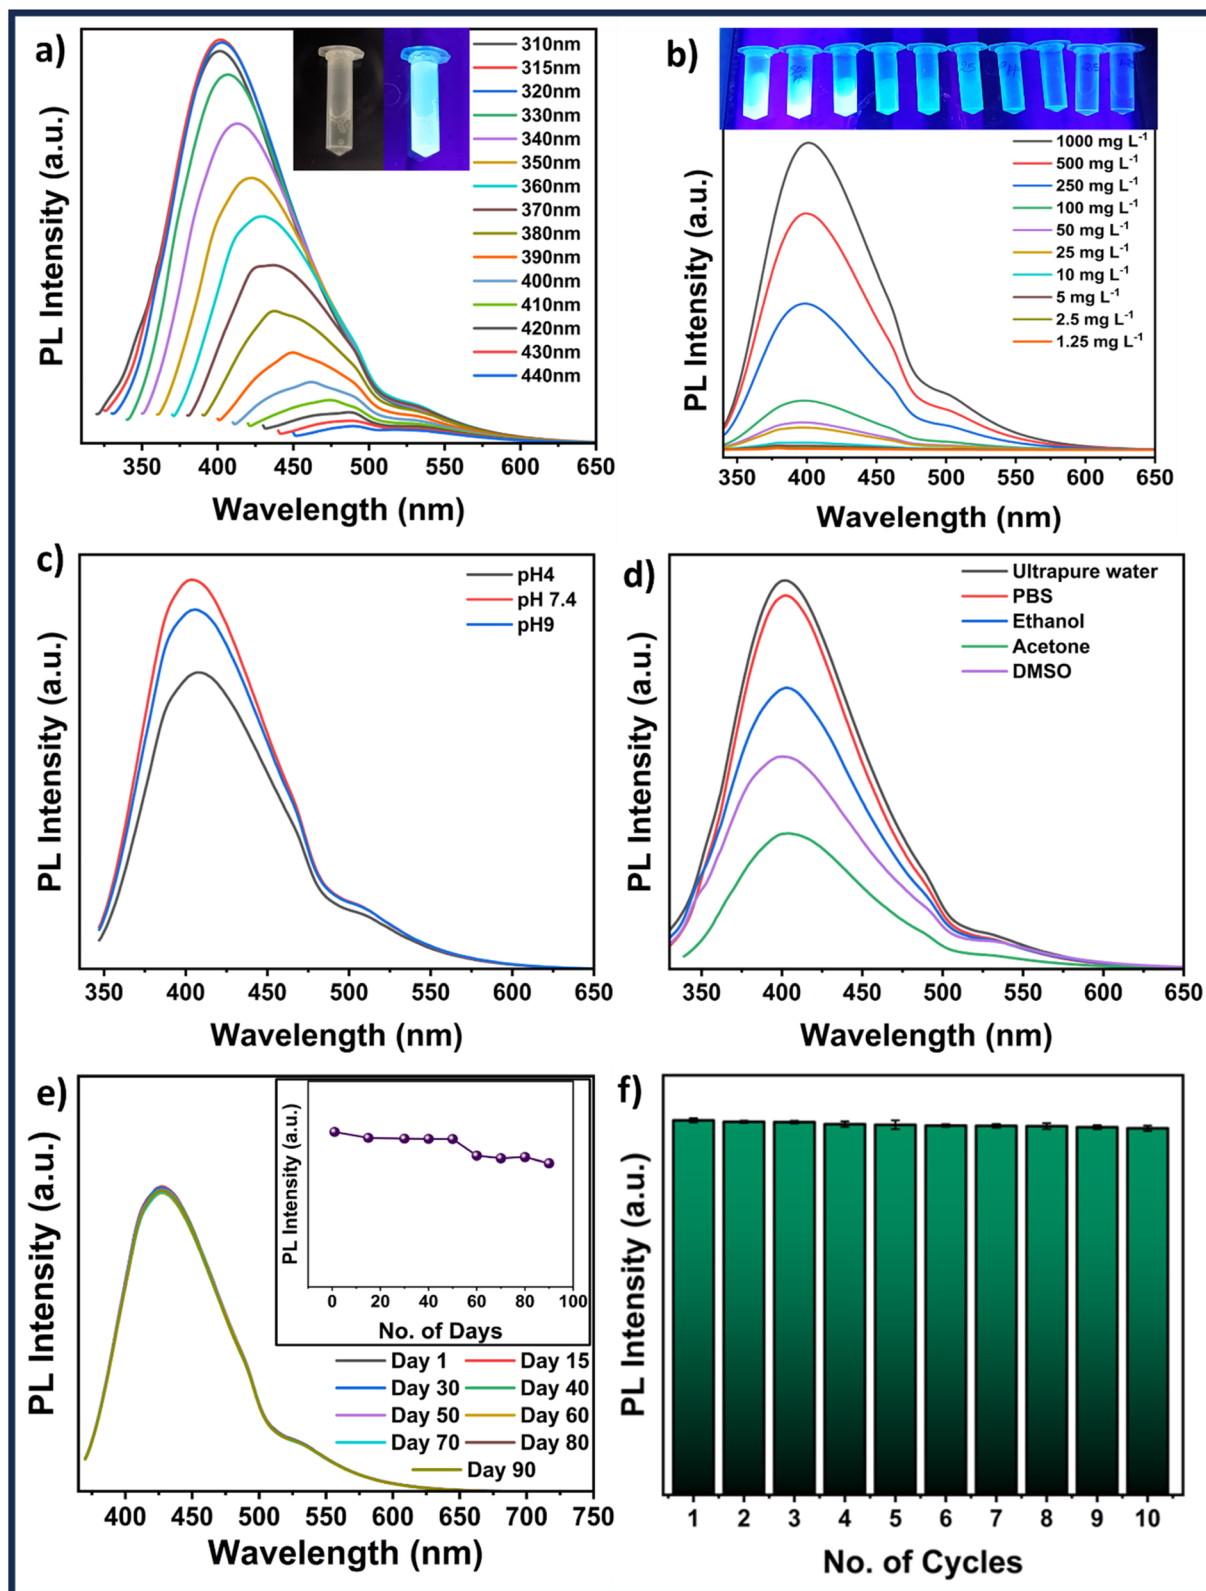 a)
PL Intensity (a.u.)
310nm
315nm
320nm
330nm
340nm
350nm
360nm
370nm
380nm
390nm
400nm
410nm
420nm
430nm
440nm
350 400 450 500 550 600 650
Wavelength (nm)
b)
PL Intensity (a.u.)
1000 mg L⁻¹
500 mg L⁻¹
250 mg L⁻¹
100 mg L⁻¹
50 mg L⁻¹
25 mg L⁻¹
10 mg L⁻¹
5 mg L⁻¹
2.5 mg L⁻¹
1.25 mg L⁻¹
350 400 450 500 550 600 650
Wavelength (nm)
c)
PL Intensity (a.u.)
pH4
pH 7.4
pH9
350 400 450 500 550 600 650
Wavelength (nm)
d)
PL Intensity (a.u.)
Ultrapure water
PBS
Ethanol
Acetone
DMSO
350 400 450 500 550 600 650
Wavelength (nm)
e)
PL Intensity (a.u.)
PL Intensity (a.u.)
0 20 40 60 80 100
No. of Days
Day 1 Day 15
Day 30 Day 40
Day 50 Day 60
Day 70 Day 80
Day 90
400 450 500 550 600 650 700 750
Wavelength (nm)
f)
PL Intensity (a.u.)
1 2 3 4 5 6 7 8 9 10
No. of Cycles